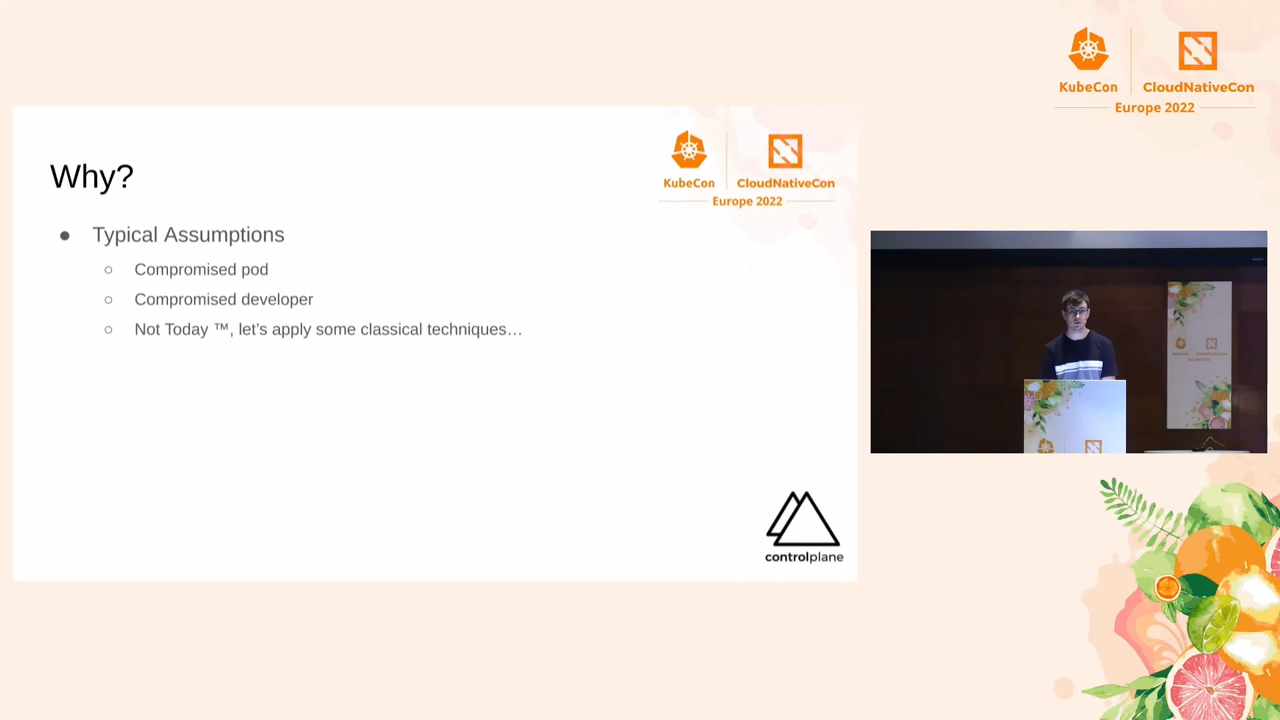 KubeCon
CloudNativeCon
Europe 2022
Why?
KubeCon
CloudNativeCon
Europe 2022
● Typical Assumptions
○ Compromised pod
○ Compromised developer
○ Not Today ™, let's apply some classical techniques…
controlplane